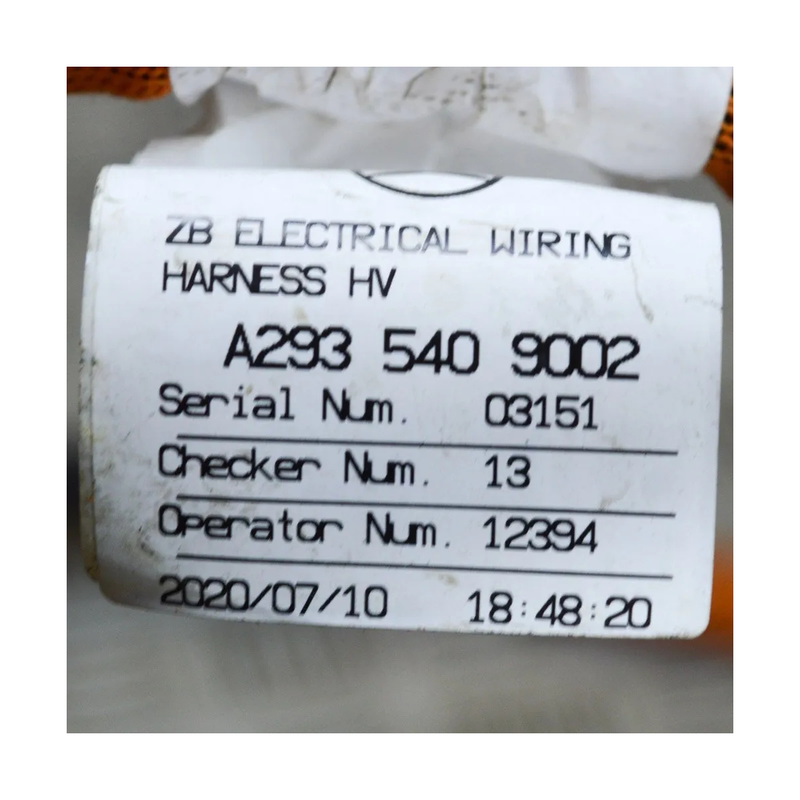 ZB ELECTRICAL WIRING
HARNESS HV
A293 540 9002
Serial Num. 03151
Checker Num. 13
Operator Num. 12394
2020/07/10 18:48:20